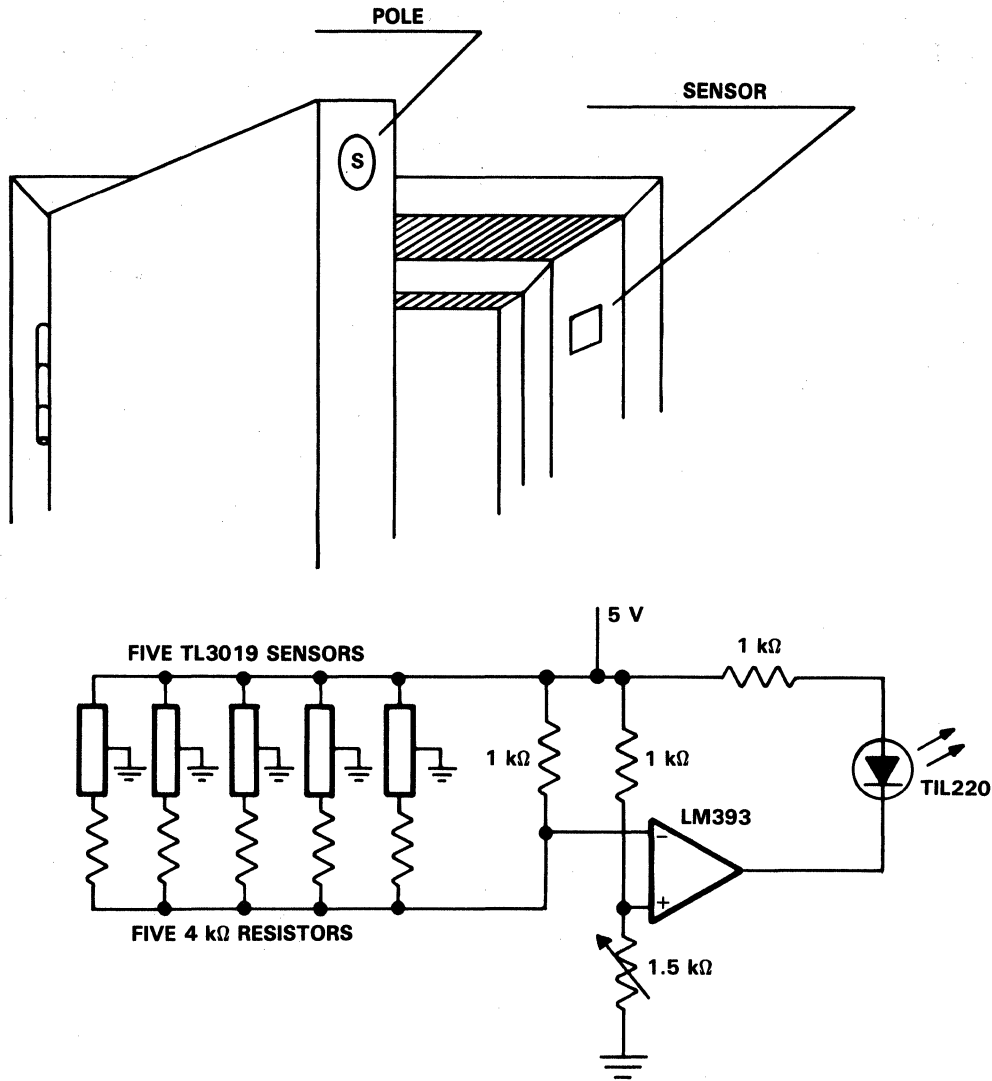 POLE
SENSOR
S
5 V
FIVE TL3019 SENSORS
1 kΩ
1 kΩ
1 kΩ
TIL220
LM393
−
+
FIVE 4 kΩ RESISTORS
1.5 kΩ